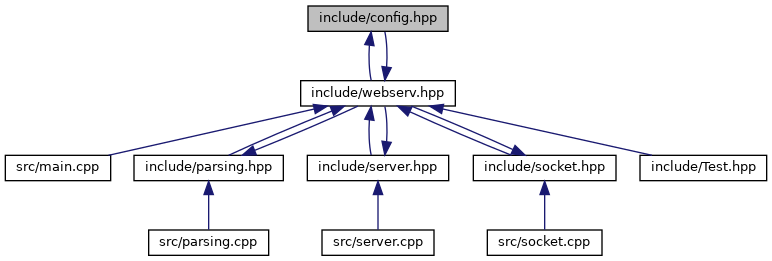 include/config.hpp
include/webserv.hpp
src/main.cpp
include/parsing.hpp
include/server.hpp
include/socket.hpp
include/Test.hpp
src/parsing.cpp
src/server.cpp
src/socket.cpp